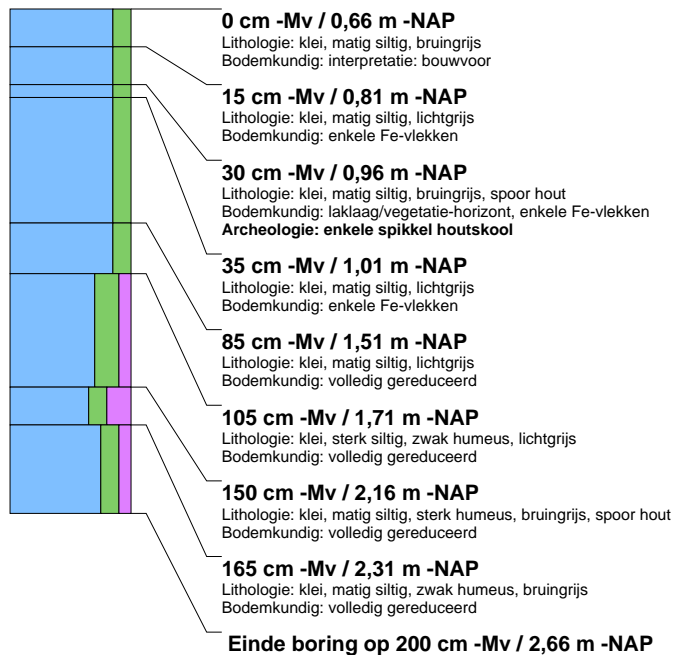 0 cm -Mv / 0,66 m -NAP
Lithologie: klei, matig siltig, bruingrijs
Bodemkundig: interpretatie: bouwvoor
15 cm -Mv / 0,81 m -NAP
Lithologie: klei, matig siltig, lichtgrijs
Bodemkundig: enkele Fe-vlekken
30 cm -Mv / 0,96 m -NAP
Lithologie: klei, matig siltig, bruingrijs, spoor hout
Bodemkundig: laklaag/vegetatie-horizont, enkele Fe-vlekken
Archeologie: enkele spikkel houtskool
35 cm -Mv / 1,01 m -NAP
Lithologie: klei, matig siltig, lichtgrijs
Bodemkundig: enkele Fe-vlekken
85 cm -Mv / 1,51 m -NAP
Lithologie: klei, matig siltig, lichtgrijs
Bodemkundig: volledig gereduceerd
105 cm -Mv / 1,71 m -NAP
Lithologie: klei, sterk siltig, zwak humeus, lichtgrijs
Bodemkundig: volledig gereduceerd
150 cm -Mv / 2,16 m -NAP
Lithologie: klei, matig siltig, sterk humeus, bruingrijs, spoor hout
Bodemkundig: volledig gereduceerd
165 cm -Mv / 2,31 m -NAP
Lithologie: klei, matig siltig, zwak humeus, bruingrijs
Bodemkundig: volledig gereduceerd
Einde boring op 200 cm -Mv / 2,66 m -NAP